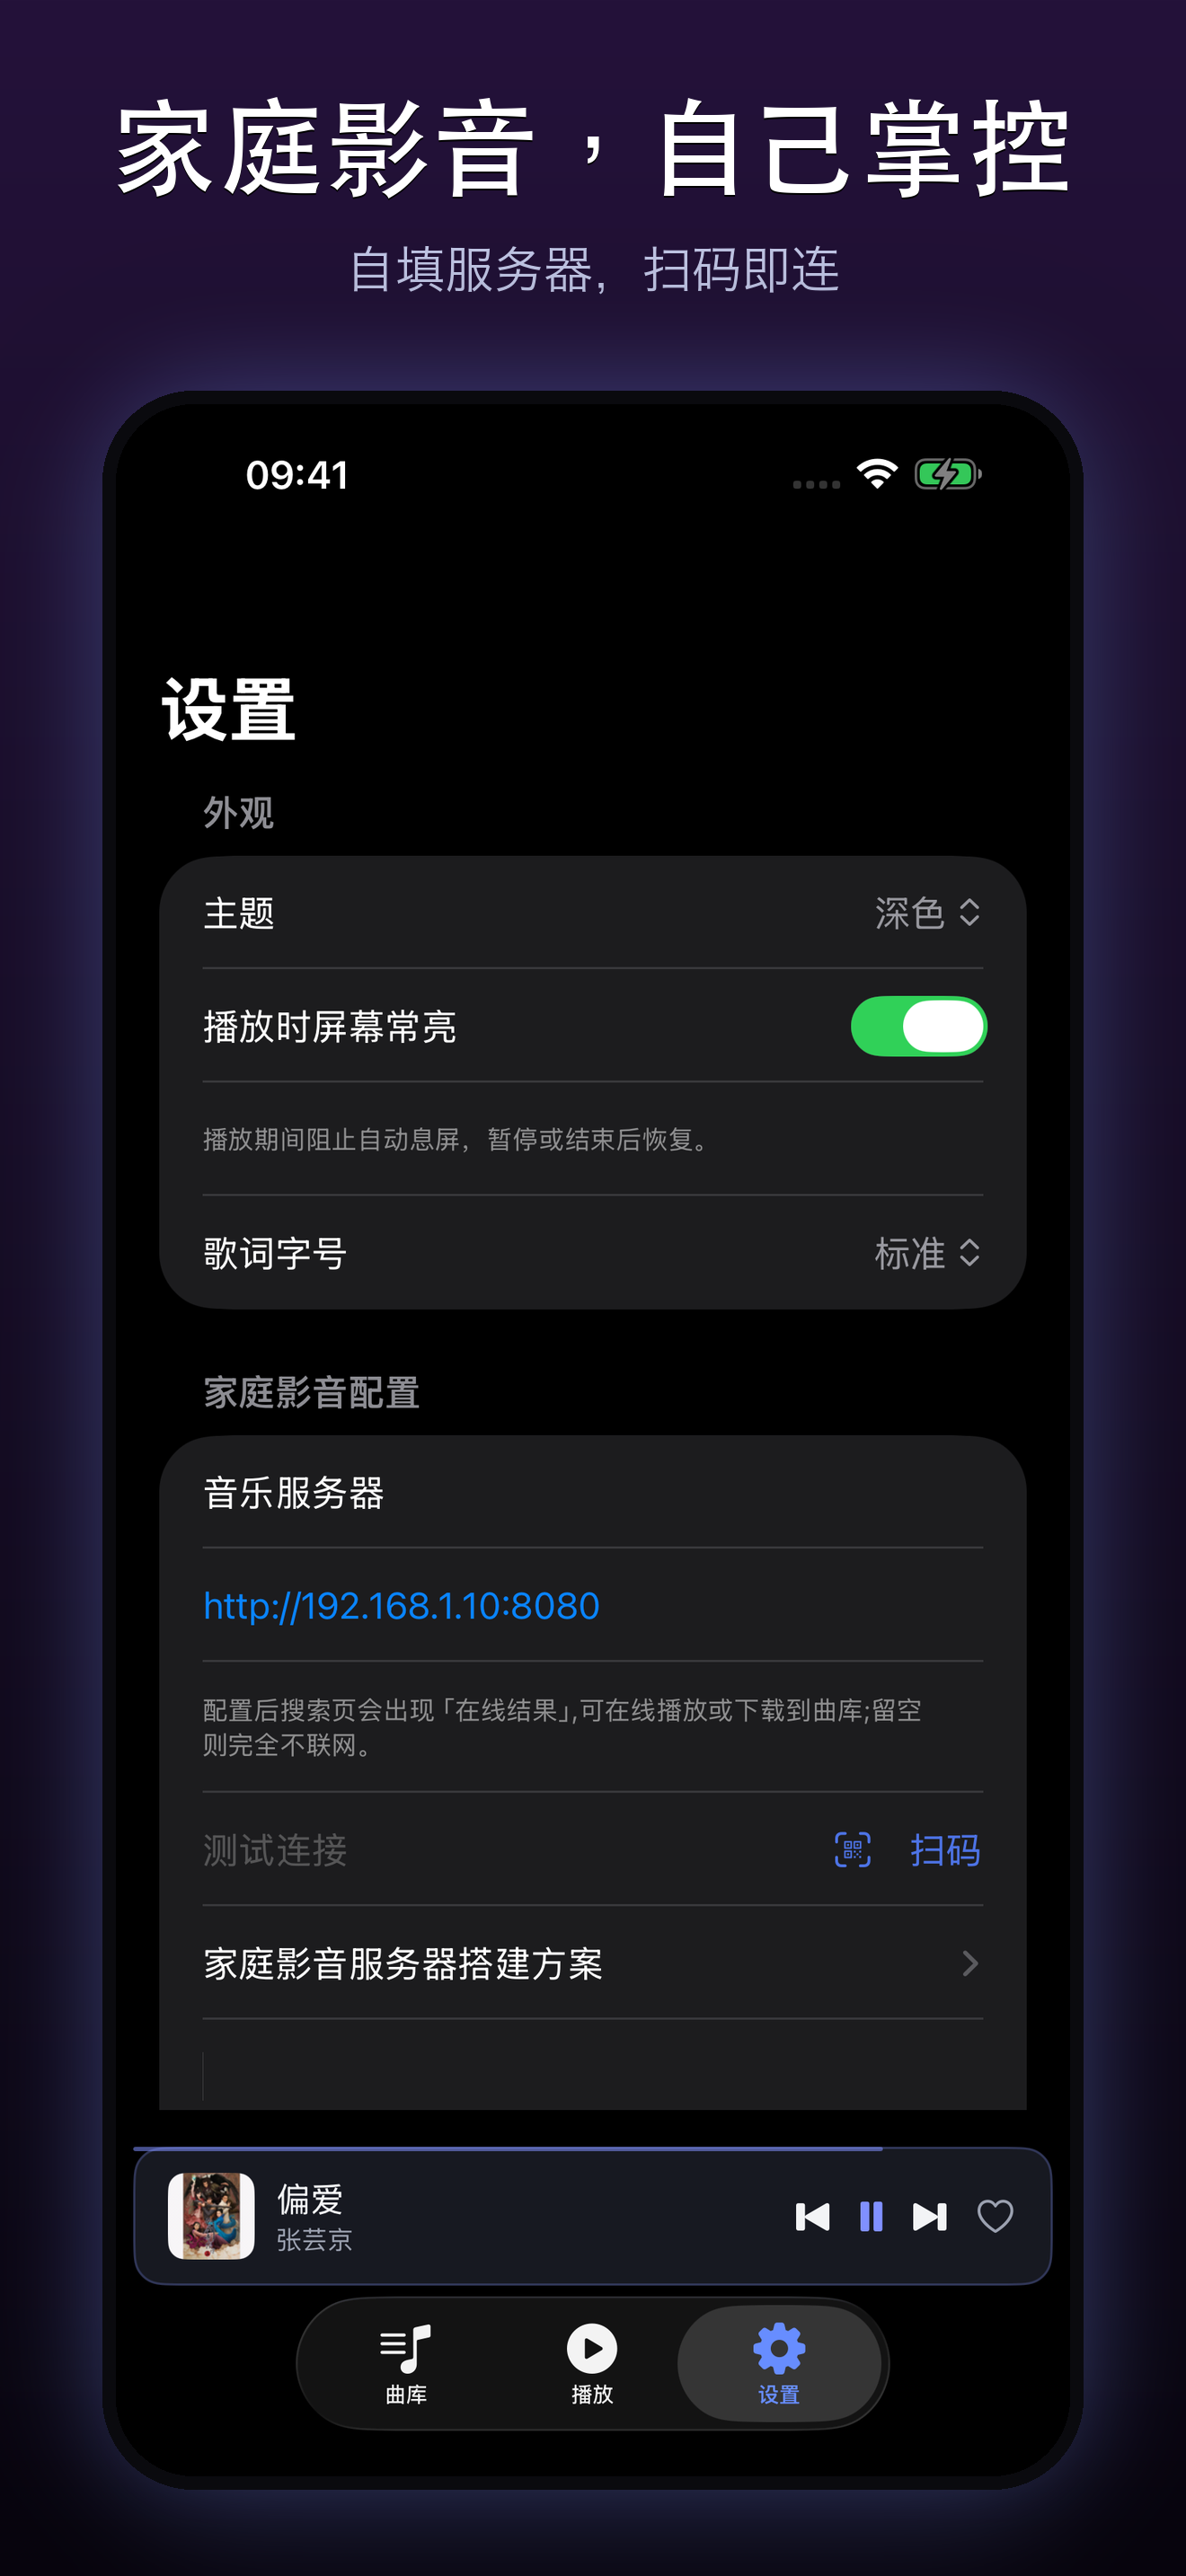 家庭影音，自己掌控
自填服务器，扫码即连
09:41
设置
外观
主题
深色
播放时屏幕常亮
播放期间阻止自动息屏，暂停或结束后恢复。
歌词字号
标准
家庭影音配置
音乐服务器
http://192.168.1.10:8080
配置后搜索页会出现「在线结果」,可在线播放或下载到曲库;留空
则完全不联网。
测试连接
扫码
家庭影音服务器搭建方案
偏爱
张芸京
曲库
播放
设置